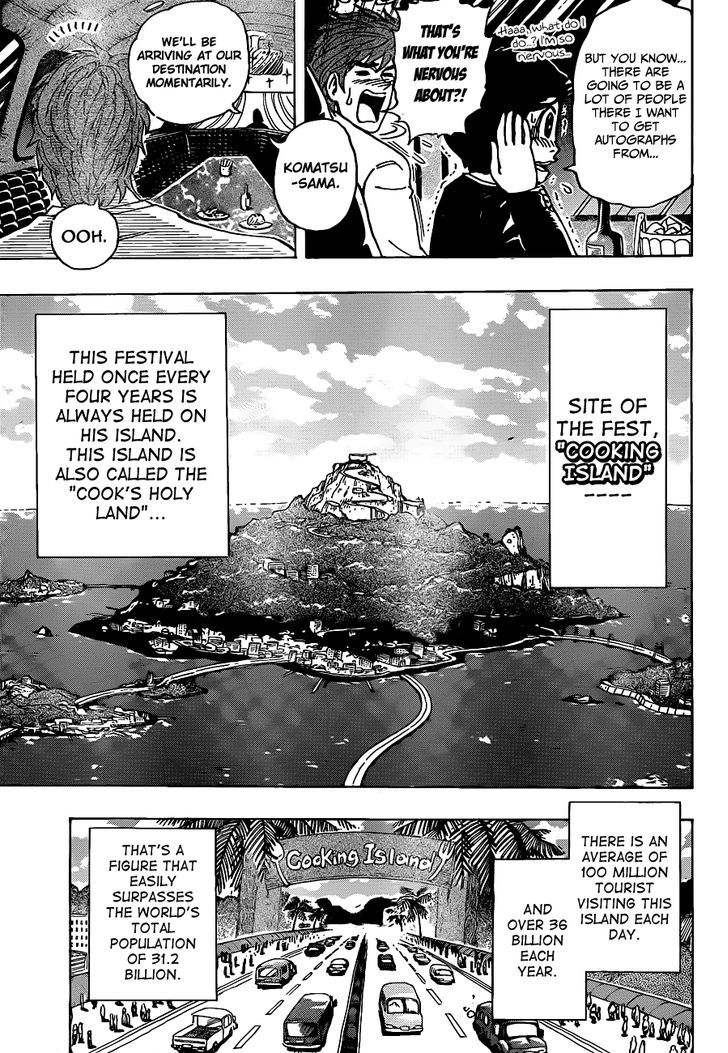 BUT YOU KNOW...
THERE ARE
GOING TO BE A
LOT OF PEOPLE
THERE I WANT
TO GET
AUTOGRAPHS
FROM...
Haaa, What do I
do..? I'm so
nervous...
THAT'S
WHAT YOU'RE
NERVOUS
ABOUT?!
KOMATSU
-SAMA.
WE'LL BE
ARRIVING AT OUR
DESTINATION
MOMENTARILY.
OOH.
SITE OF
THE FEST,
"COOKING
ISLAND"
----
THIS FESTIVAL
HELD ONCE EVERY
FOUR YEARS IS
ALWAYS HELD ON
HIS ISLAND.
THIS ISLAND IS
ALSO CALLED THE
"COOK'S HOLY
LAND"...
Cooking Island
THERE IS AN
AVERAGE OF
100 MILLION
TOURIST
VISITING THIS
ISLAND EACH
DAY.
AND
OVER 36
BILLION
EACH
YEAR.
THAT'S A
FIGURE THAT
EASILY
SURPASSES
THE WORLD'S
TOTAL
POPULATION
OF 31.2
BILLION.